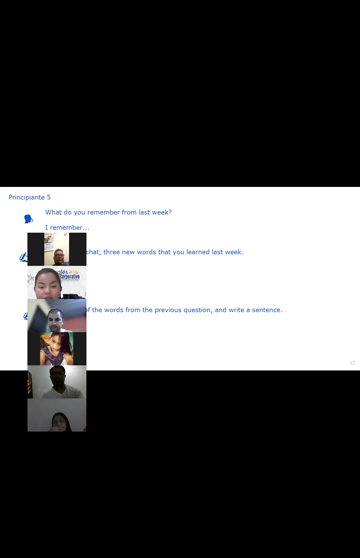 Principiante 5
What do you remember from last week?
I remember...
chat, three new words that you learned last week.
Corporative
of the words from the previous question, and write a sentence.